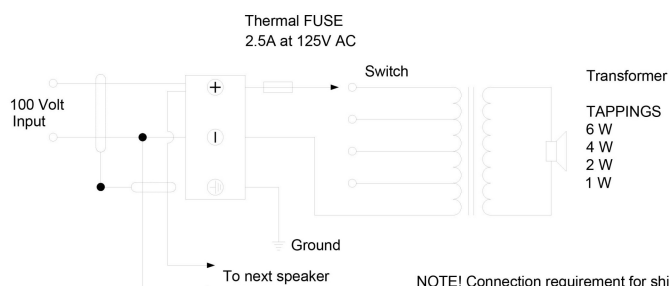 Thermal FUSE
2.5A at 125V AC
Switch
Transformer
100 Volt
Input
TAPPINGS
6 W
4 W
2 W
1 W
Ground
To next speaker
NOTE! Connection requirement for shi